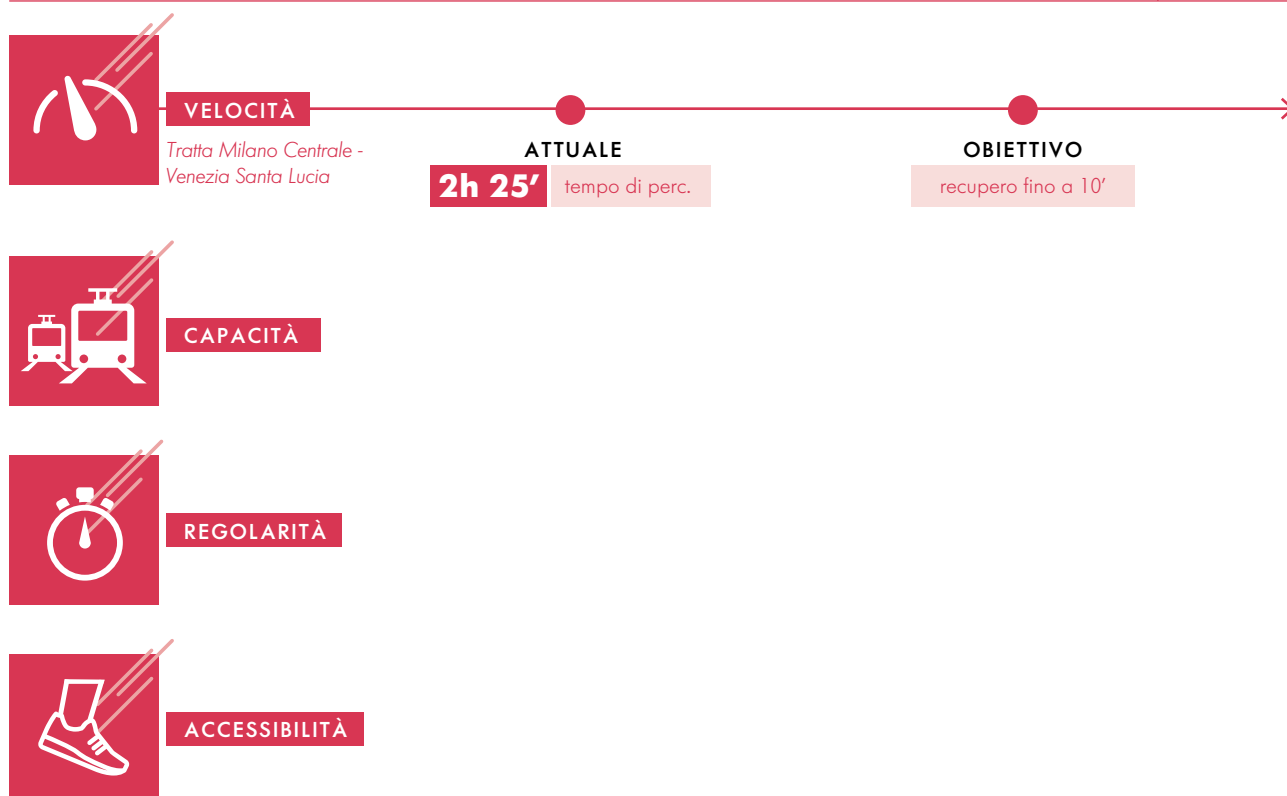 VELOCITÀ
Tratta Milano Centrale -
Venezia Santa Lucia
ATTUALE
2h 25’ tempo di perc.
OBIETTIVO
recupero fino a 10’
CAPACITÀ
REGOLARITÀ
ACCESSIBILITÀ